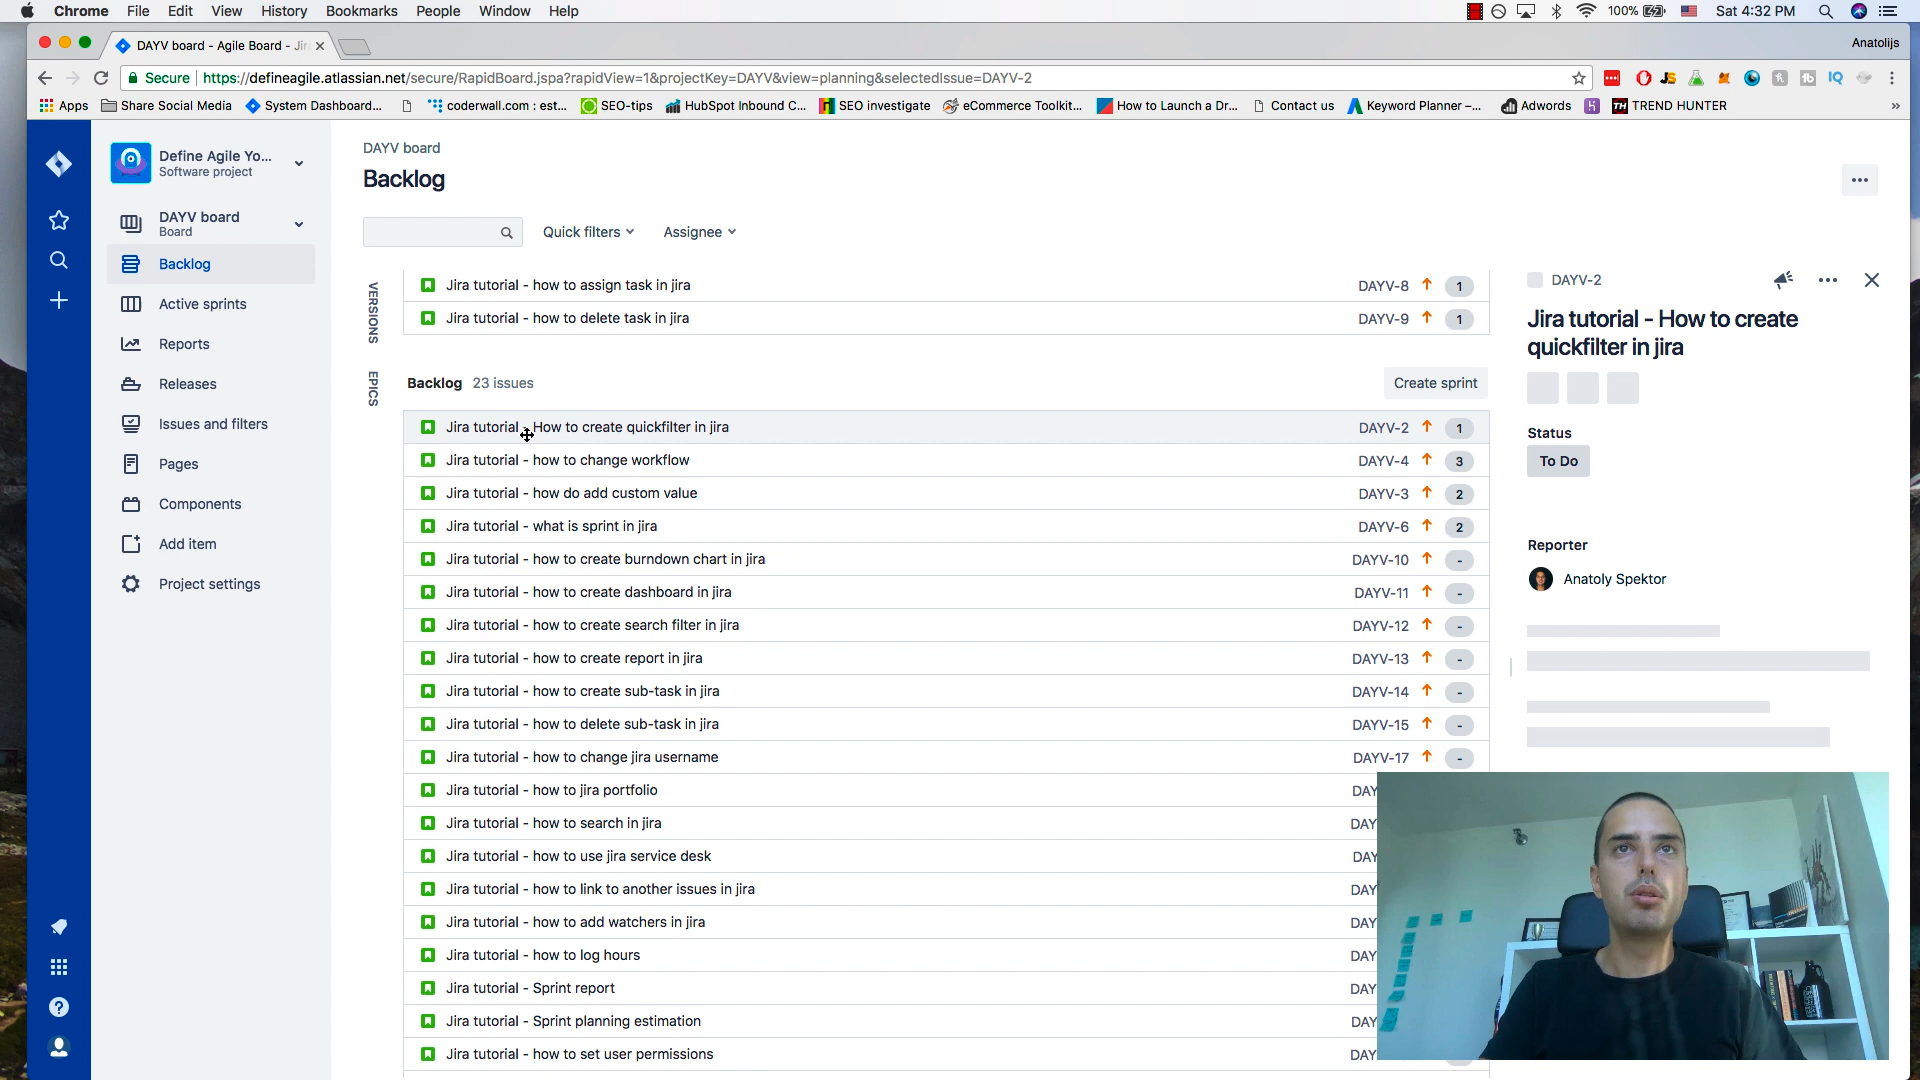 Chrome File Edit View History Bookmarks People Window Help 100% Sat 4:32 PM
DAYV board - Agile Board - Jir Anatolijs
Secure https://defineagile.atlassian.net/secure/RapidBoard.jspa?rapidView=1&projectKey=DAYV&view=planning&selectedIssue=DAYV-2
Apps Share Social Media System Dashboard... coderwall.com : est... SEO-tips HubSpot Inbound C... SEO investigate eCommerce Toolkit... How to Launch a Dr... Contact us Keyword Planner –... Adwords TH TREND HUNTER »
Define Agile Yo...
Software project
DAYV board
Board
Backlog
Active sprints
Reports
Releases
Issues and filters
Pages
Components
Add item
Project settings
DAYV board
Backlog
Quick filters
Assignee
VERSIONS
EPICS
Jira tutorial - how to assign task in jira DAYV-8 1
Jira tutorial - how to delete task in jira DAYV-9 1
Backlog 23 issues Create sprint
Jira tutorial - How to create quickfilter in jira DAYV-2 1
Jira tutorial - how to change workflow DAYV-4 3
Jira tutorial - how do add custom value DAYV-3 2
Jira tutorial - what is sprint in jira DAYV-6 2
Jira tutorial - how to create burndown chart in jira DAYV-10 -
Jira tutorial - how to create dashboard in jira DAYV-11 -
Jira tutorial - how to create search filter in jira DAYV-12 -
Jira tutorial - how to create report in jira DAYV-13 -
Jira tutorial - how to create sub-task in jira DAYV-14 -
Jira tutorial - how to delete sub-task in jira DAYV-15 -
Jira tutorial - how to change jira username DAYV-17 -
Jira tutorial - how to jira portfolio DAY
Jira tutorial - how to search in jira DAY
Jira tutorial - how to use jira service desk DAY
Jira tutorial - how to link to another issues in jira DAY
Jira tutorial - how to add watchers in jira DAY
Jira tutorial - how to log hours DAY
Jira tutorial - Sprint report DAY
Jira tutorial - Sprint planning estimation DAY
Jira tutorial - how to set user permissions DAY
DAYV-2
Jira tutorial - How to create
quickfilter in jira
Status
To Do
Reporter
Anatoly Spektor